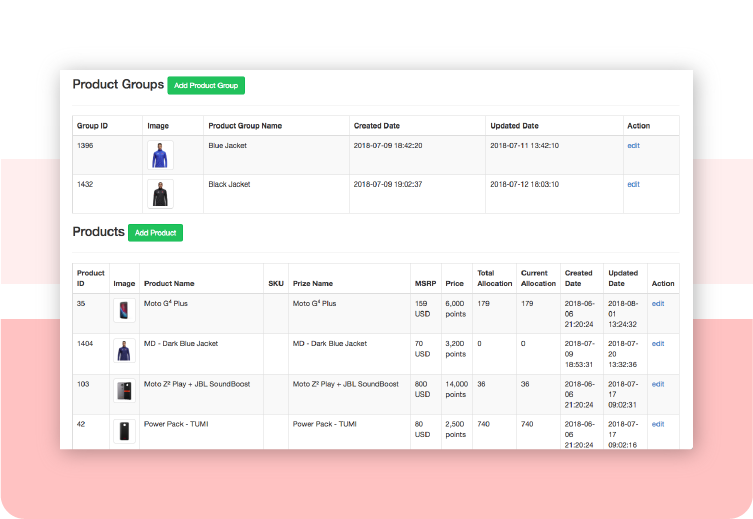 Product Groups Add Product Group
Group ID Image Product Group Name Created Date Updated Date Action
1396 Blue Jacket 2018-07-09 18:42:20 2018-07-11 13:42:10 edit
1432 Black Jacket 2018-07-09 19:02:37 2018-07-12 18:03:10 edit
Products Add Product
Product ID Image Product Name SKU Prize Name MSRP Price Total Allocation Current Allocation Created Date Updated Date Action
35 Moto G⁴ Plus Moto G⁴ Plus 159 USD 6,000 points 179 179 2018-06-06 21:20:24 2018-08-01 13:24:32 edit
1404 MD - Dark Blue Jacket MD - Dark Blue Jacket 70 USD 3,200 points 0 0 2018-07-09 18:53:31 2018-07-20 13:32:36 edit
103 Moto Z² Play + JBL SoundBoost Moto Z² Play + JBL SoundBoost 800 USD 14,000 points 36 36 2018-06-06 21:20:24 2018-07-17 09:02:31 edit
42 Power Pack - TUMI Power Pack - TUMI 80 USD 2,500 points 740 740 2018-06-06 21:20:24 2018-07-17 09:02:16 edit